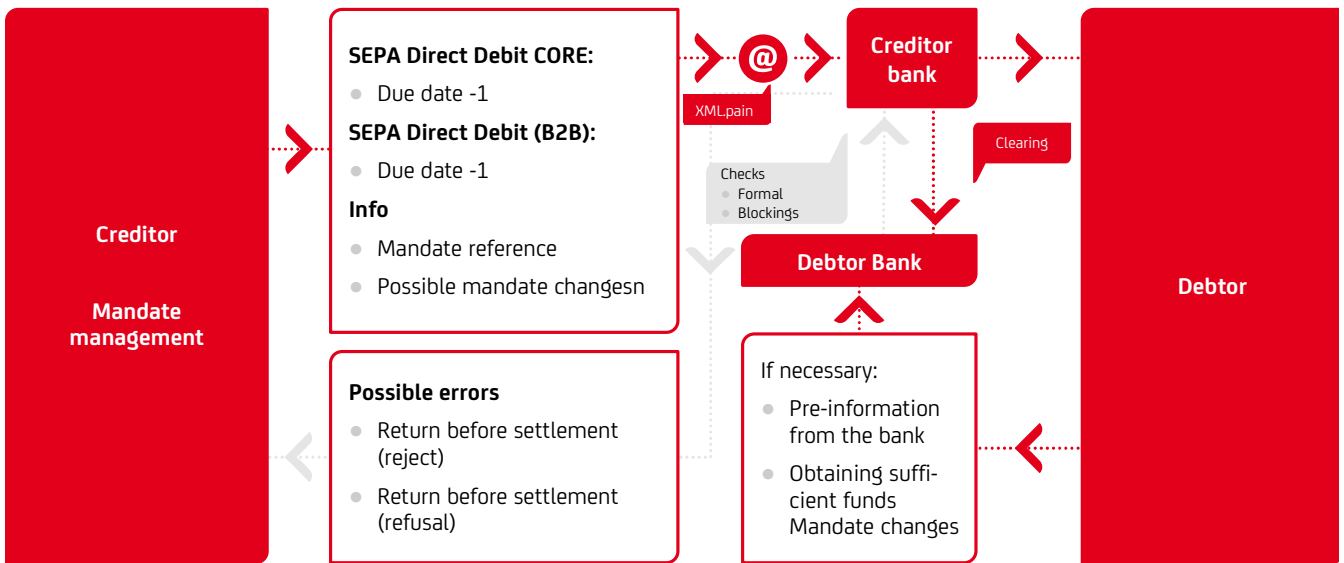 Creditor
Mandate
management
SEPA Direct Debit CORE:
Due date -1
SEPA Direct Debit (B2B):
Due date -1
Info
Mandate reference
Possible mandate changesn
Possible errors
Return before settlement
(reject)
Return before settlement
(refusal)
@
XML.pain
Creditor
bank
Clearing
Checks
Formal
Blockings
Debtor Bank
If necessary:
Pre-information
from the bank
Obtaining suffi-
cient funds
Mandate changes
Debtor